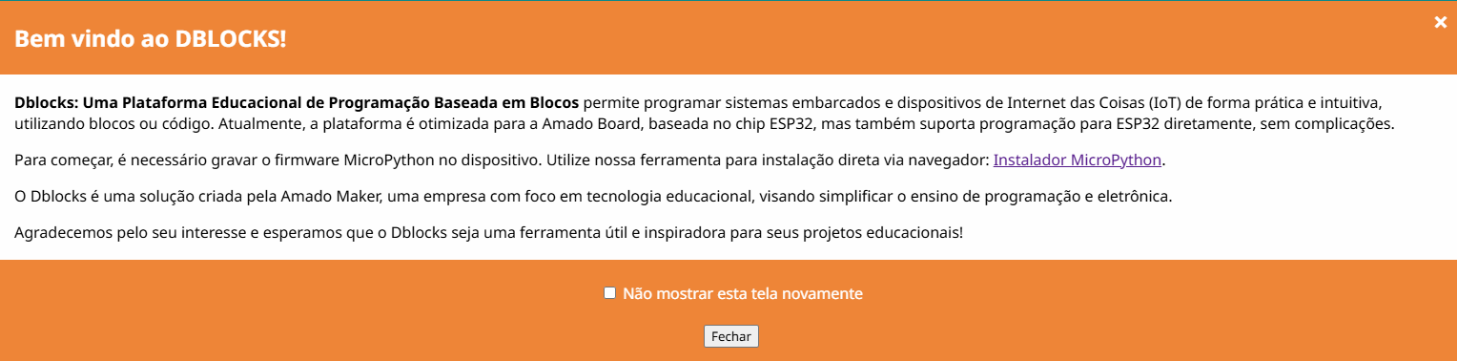 Bem vindo ao DBLOCKS!
×
Dblocks: Uma Plataforma Educacional de Programação Baseada em Blocos permite programar sistemas embarcados e dispositivos de Internet das Coisas (IoT) de forma prática e intuitiva,
utilizando blocos ou código. Atualmente, a plataforma é otimizada para a Amado Board, baseada no chip ESP32, mas também suporta programação para ESP32 diretamente, sem complicações.
Para começar, é necessário gravar o firmware MicroPython no dispositivo. Utilize nossa ferramenta para instalação direta via navegador: Instalador MicroPython.
O Dblocks é uma solução criada pela Amado Maker, uma empresa com foco em tecnologia educacional, visando simplificar o ensino de programação e eletrônica.
Agradecemos pelo seu interesse e esperamos que o Dblocks seja uma ferramenta útil e inspiradora para seus projetos educacionais!
Não mostrar esta tela novamente
Fechar